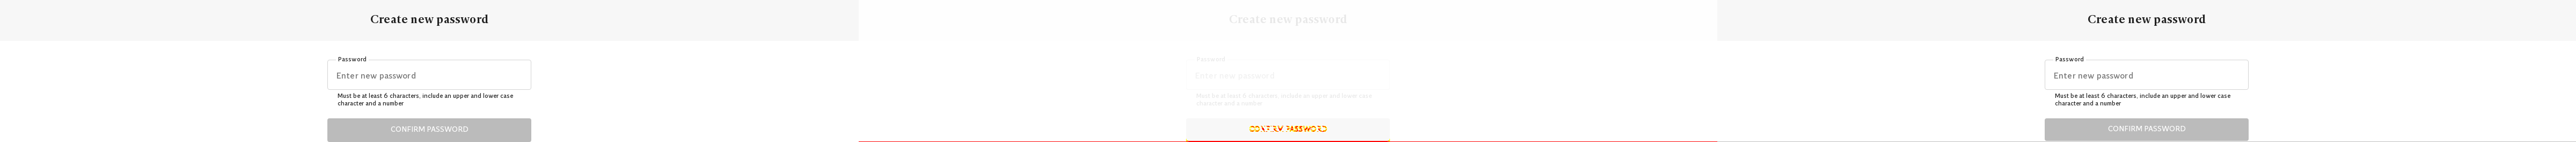 Create new password
Password
Enter new password
Must be at least 6 characters, include an upper and lower case
character and a number
CONFIRM PASSWORD
Create new password
Password
Enter new password
Must be at least 6 characters, include an upper and lower case
character and a number
CONFIRM PASSWORD
Create new password
Password
Enter new password
Must be at least 6 characters, include an upper and lower case
character and a number
CONFIRM PASSWORD